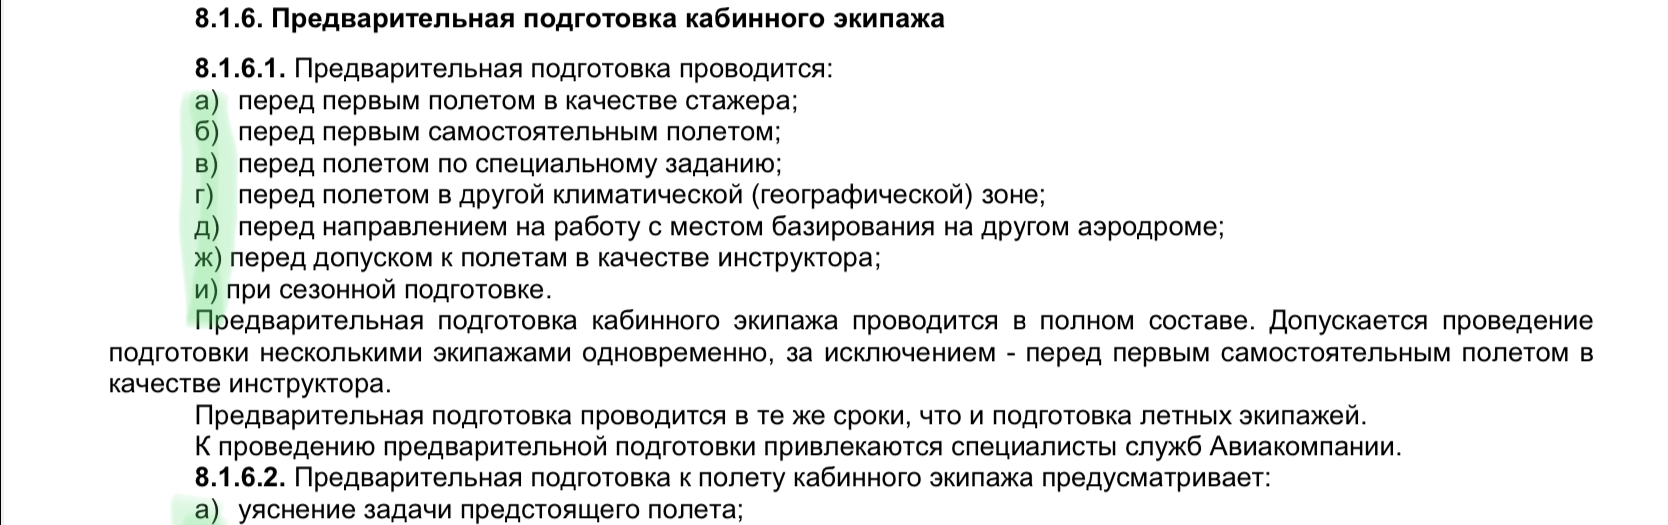 8.1.6. Предварительная подготовка кабинного экипажа
8.1.6.1. Предварительная подготовка проводится:
а) перед первым полетом в качестве стажера;
б) перед первым самостоятельным полетом;
в) перед полетом по специальному заданию;
г) перед полетом в другой климатической (географической) зоне;
д) перед направлением на работу с местом базирования на другом аэродроме;
ж) перед допуском к полетам в качестве инструктора;
и) при сезонной подготовке.
Предварительная подготовка кабинного экипажа проводится в полном составе. Допускается проведение
подготовки несколькими экипажами одновременно, за исключением - перед первым самостоятельным полетом в
качестве инструктора.
Предварительная подготовка проводится в те же сроки, что и подготовка летных экипажей.
К проведению предварительной подготовки привлекаются специалисты служб Авиакомпании.
8.1.6.2. Предварительная подготовка к полету кабинного экипажа предусматривает:
а) уяснение задачи предстоящего полета;